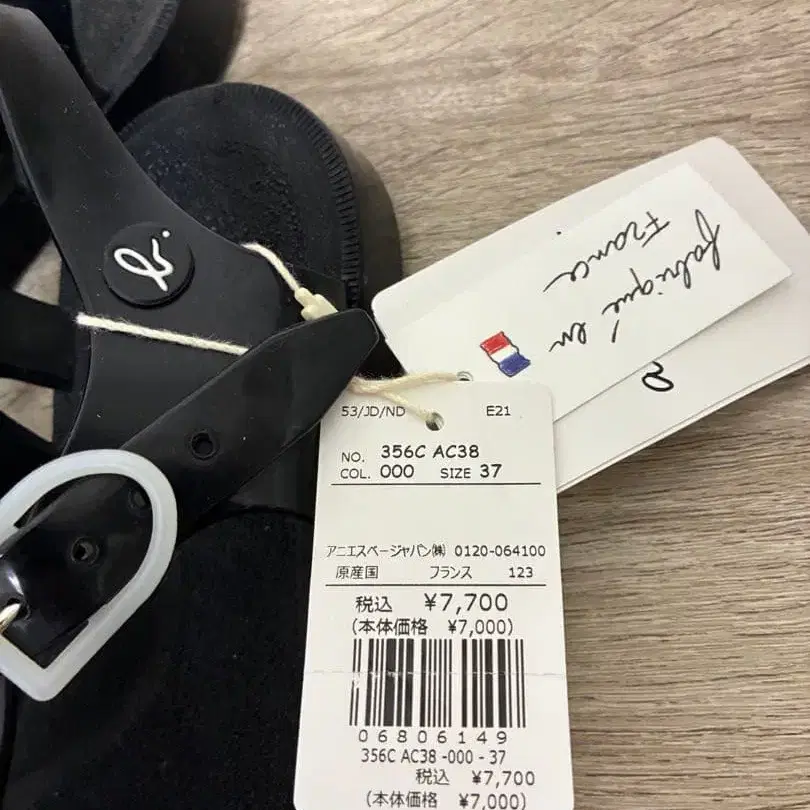 b.
fabriqué en
France.
53/JD/ND E21
NO. 356C AC38
COL. 000 SIZE 37
アニエスベージャパン㈱ 0120-064100
原産国 フランス 123
税込 ¥7,700
(本体価格 ¥7,000)
06806149
356C AC38 -000 - 37
税込 ¥7,700
(本体価格 ¥7,000)